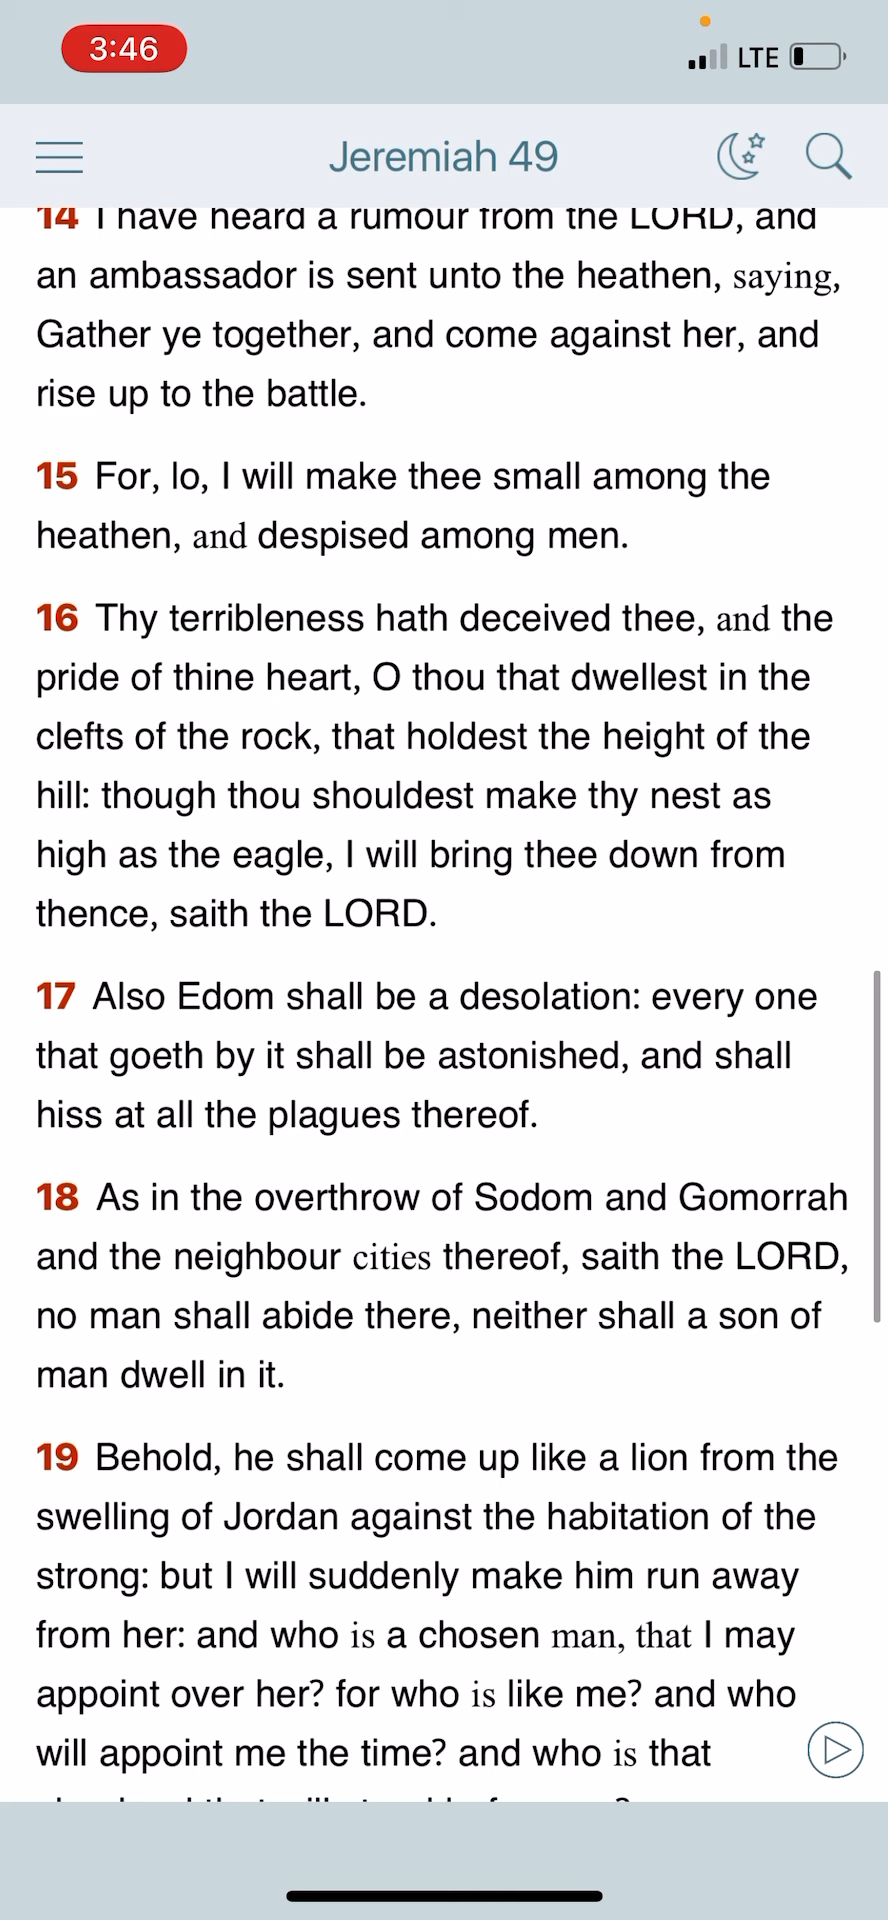 3:46
LTE
Jeremiah 49
14 I have heard a rumour from the LORD, and
an ambassador is sent unto the heathen, saying,
Gather ye together, and come against her, and
rise up to the battle.
15 For, lo, I will make thee small among the
heathen, and despised among men.
16 Thy terribleness hath deceived thee, and the
pride of thine heart, O thou that dwellest in the
clefts of the rock, that holdest the height of the
hill: though thou shouldest make thy nest as
high as the eagle, I will bring thee down from
thence, saith the LORD.
17 Also Edom shall be a desolation: every one
that goeth by it shall be astonished, and shall
hiss at all the plagues thereof.
18 As in the overthrow of Sodom and Gomorrah
and the neighbour cities thereof, saith the LORD,
no man shall abide there, neither shall a son of
man dwell in it.
19 Behold, he shall come up like a lion from the
swelling of Jordan against the habitation of the
strong: but I will suddenly make him run away
from her: and who is a chosen man, that I may
appoint over her? for who is like me? and who
will appoint me the time? and who is that